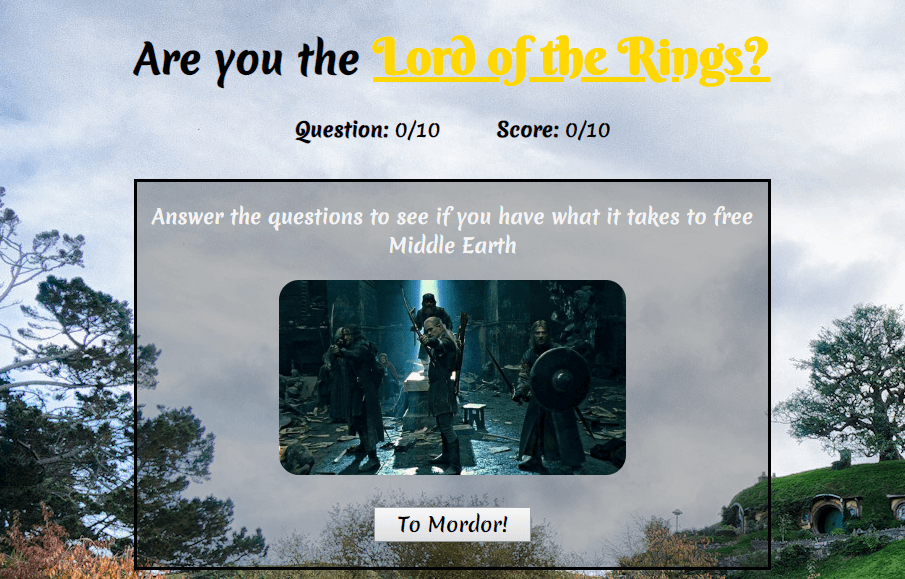 Are you the Lord of the Rings?
Question: 0/10 Score: 0/10
Answer the questions to see if you have what it takes to free
Middle Earth
To Mordor!